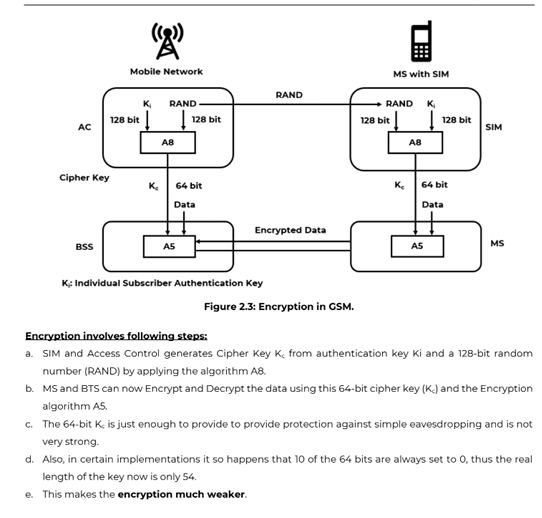 Mobile Network
MS with SIM
RAND
Kᵢ RAND
RAND Kᵢ
128 bit 128 bit
128 bit 128 bit
AC
SIM
A8
A8
Cipher Key
K꜀ 64 bit
K꜀ 64 bit
Data
Data
Encrypted Data
BSS
A5
A5
MS
Kᵢ: Individual Subscriber Authentication Key
Figure 2.3: Encryption in GSM.
Encryption involves following steps:
a. SIM and Access Control generates Cipher Key K꜀ from authentication key Ki and a 128-bit random
number (RAND) by applying the algorithm A8.
b. MS and BTS can now Encrypt and Decrypt the data using this 64-bit cipher key (K꜀) and the Encryption
algorithm A5.
c. The 64-bit K꜀ is just enough to provide to provide protection against simple eavesdropping and is not
very strong.
d. Also, in certain implementations it so happens that 10 of the 64 bits are always set to 0, thus the real
length of the key now is only 54.
e. This makes the encryption much weaker.